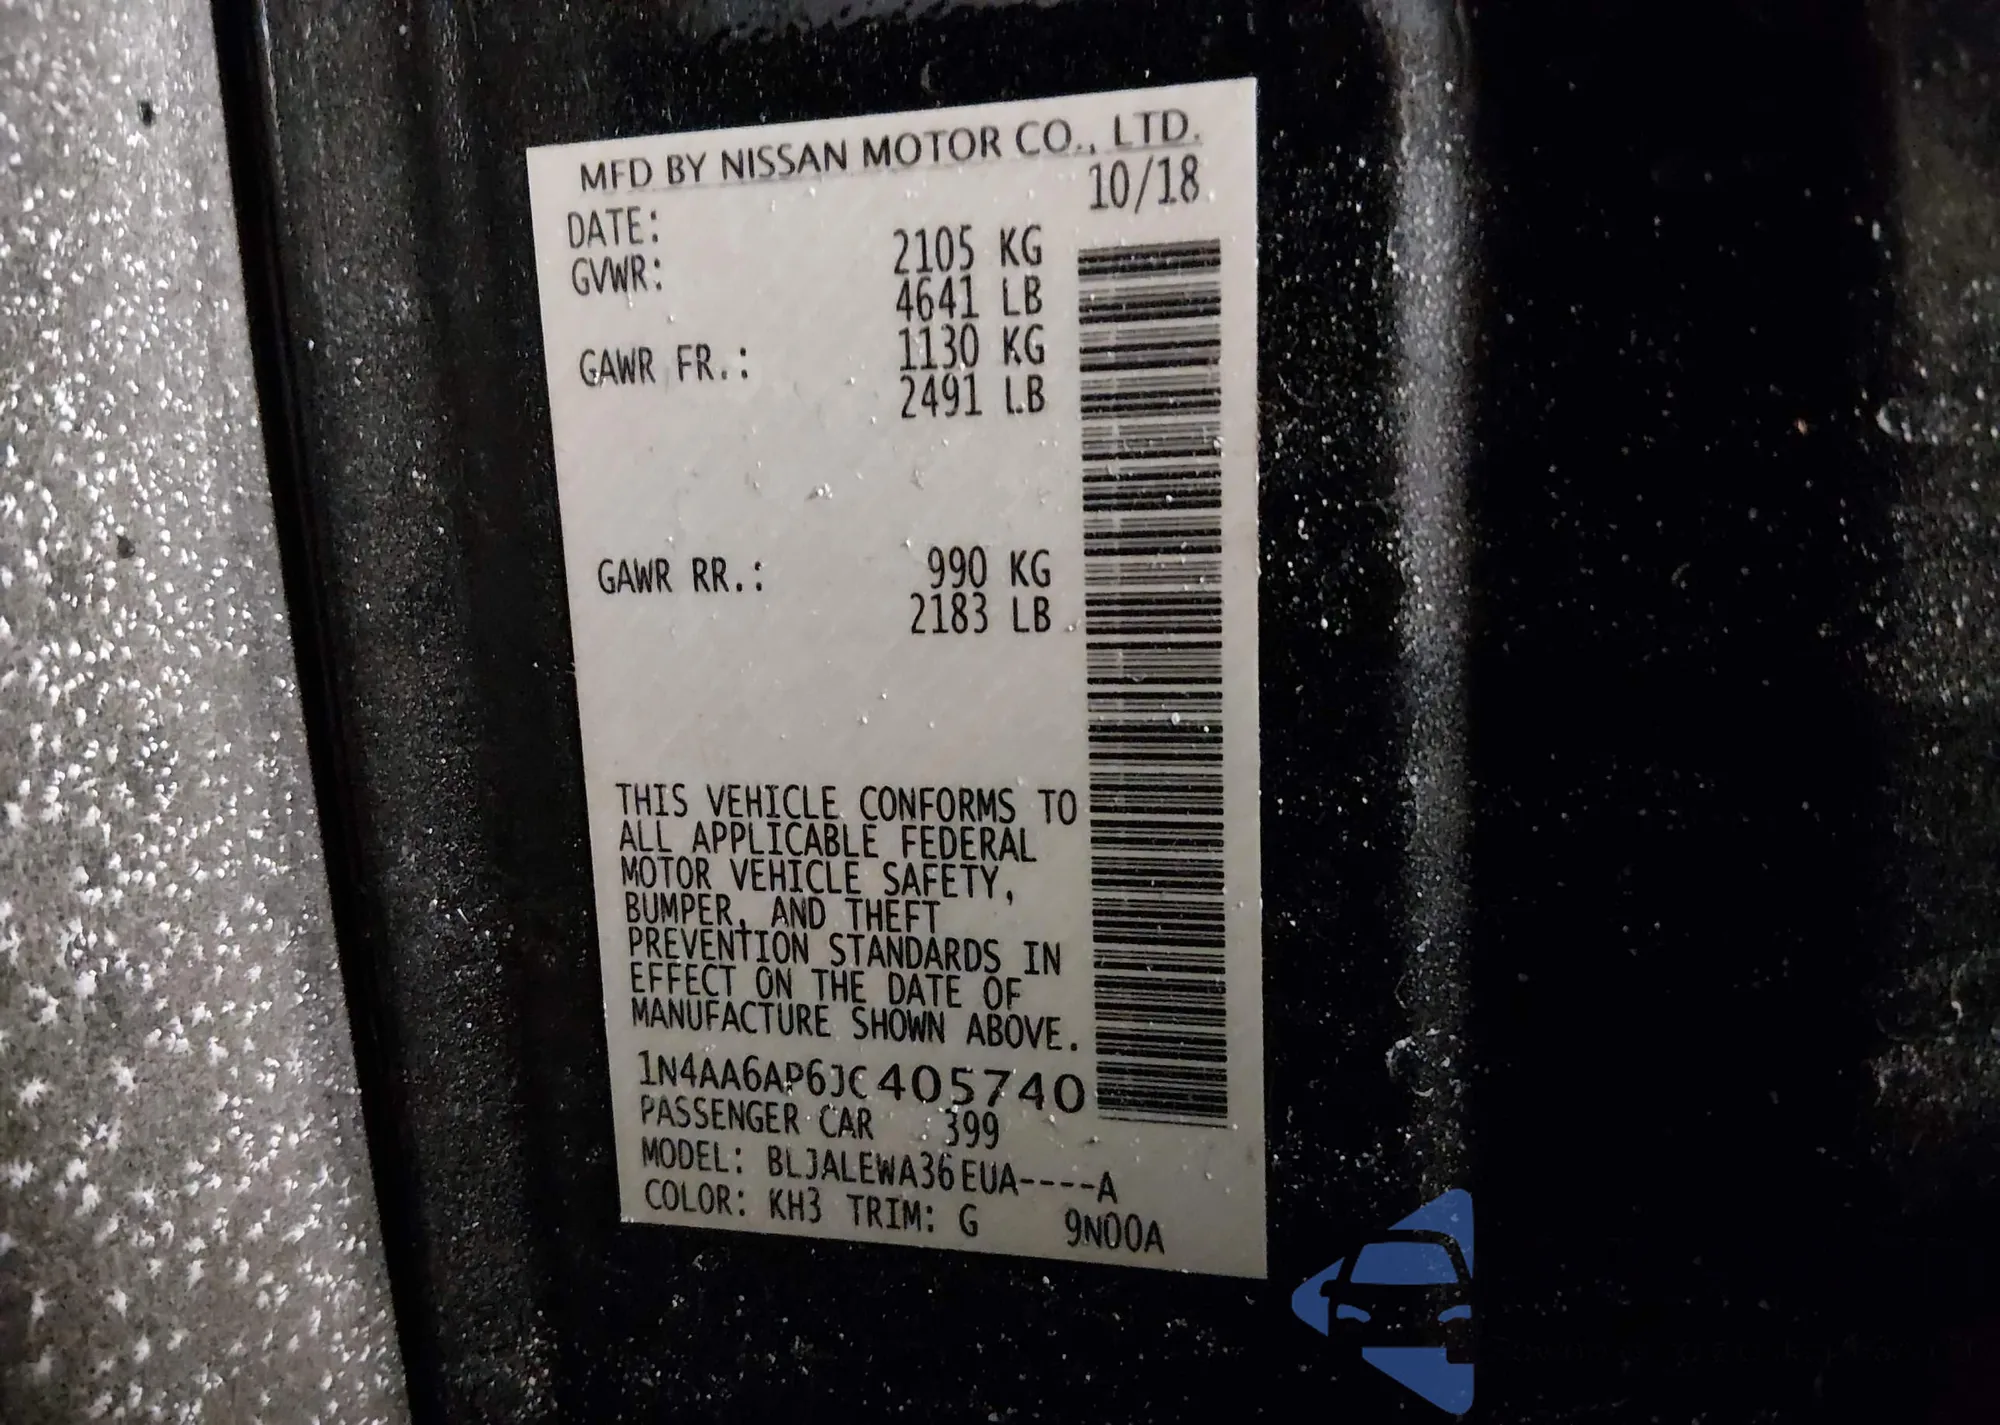 MFD BY NISSAN MOTOR CO., LTD.
DATE: 10/18
GVWR: 2105 KG
4641 LB
GAWR FR.: 1130 KG
2491 LB
GAWR RR.: 990 KG
2183 LB
THIS VEHICLE CONFORMS TO
ALL APPLICABLE FEDERAL
MOTOR VEHICLE SAFETY,
BUMPER, AND THEFT
PREVENTION STANDARDS IN
EFFECT ON THE DATE OF
MANUFACTURE SHOWN ABOVE.
1N4AA6AP6JC405740
PASSENGER CAR 399
MODEL: BLJALEWA36EUA----A
COLOR: KH3 TRIM: G 9N00A